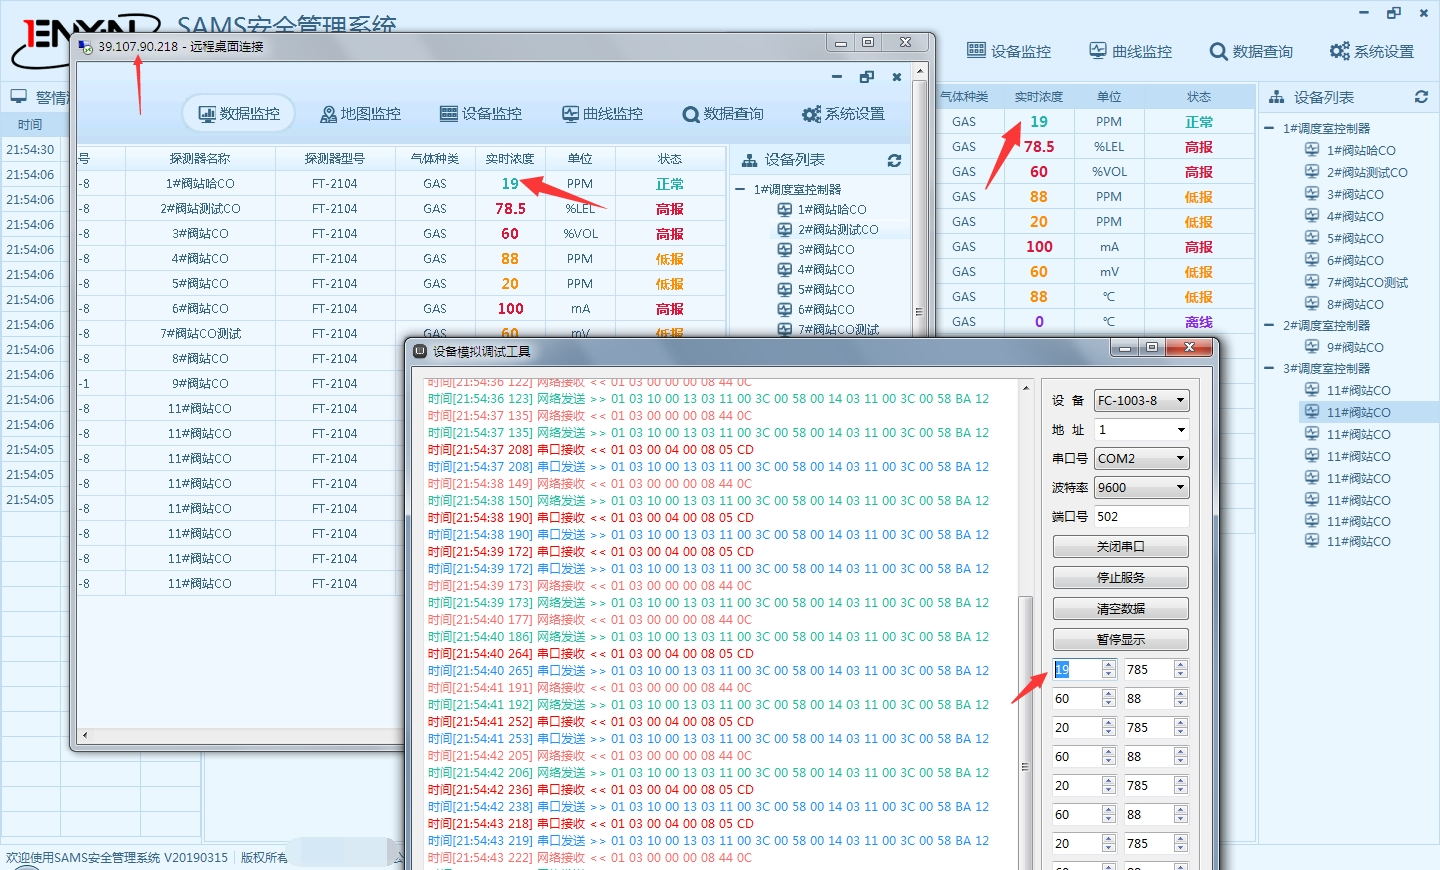 SAMS安全管理系统
设备监控
曲线监控
数据查询
系统设置
39.107.90.218 - 远程桌面连接
数据监控
地图监控
设备监控
曲线监控
数据查询
系统设置
时间
21:54:30
21:54:06
21:54:06
21:54:06
21:54:06
21:54:06
21:54:06
21:54:06
21:54:06
21:54:06
21:54:06
21:54:06
21:54:05
21:54:05
21:54:05
号 探测器名称 探测器型号 气体种类 实时浓度 单位 状态
-8 1#阀站哈CO FT-2104 GAS 19 PPM 正常
-8 2#阀站测试CO FT-2104 GAS 78.5 %LEL 高报
-8 3#阀站CO FT-2104 GAS 60 %VOL 高报
-8 4#阀站CO FT-2104 GAS 88 PPM 低报
-8 5#阀站CO FT-2104 GAS 20 PPM 低报
-8 6#阀站CO FT-2104 GAS 100 mA 高报
-8 7#阀站CO测试 FT-2104 GAS 60 mV 低报
-8 8#阀站CO FT-2104
-1 9#阀站CO FT-2104
-8 11#阀站CO FT-2104
-8 11#阀站CO FT-2104
-8 11#阀站CO FT-2104
-8 11#阀站CO FT-2104
-8 11#阀站CO FT-2104
-8 11#阀站CO FT-2104
-8 11#阀站CO FT-2104
-8 11#阀站CO FT-2104
设备列表
1#调度室控制器
1#阀站哈CO
2#阀站测试CO
3#阀站CO
4#阀站CO
5#阀站CO
6#阀站CO
7#阀站CO测试
气体种类 实时浓度 单位 状态
GAS 19 PPM 正常
GAS 78.5 %LEL 高报
GAS 60 %VOL 高报
GAS 88 PPM 低报
GAS 20 PPM 低报
GAS 100 mA 高报
GAS 60 mV 低报
GAS 88 ℃ 低报
GAS 0 ℃ 离线
设备列表
1#调度室控制器
1#阀站哈CO
2#阀站测试CO
3#阀站CO
4#阀站CO
5#阀站CO
6#阀站CO
7#阀站CO测试
8#阀站CO
2#调度室控制器
9#阀站CO
3#调度室控制器
11#阀站CO
11#阀站CO
11#阀站CO
11#阀站CO
11#阀站CO
11#阀站CO
11#阀站CO
11#阀站CO
设备模拟调试工具
时间[21:54:36 122] 网络接收 << 01 03 00 00 00 08 44 0C
时间[21:54:36 123] 网络发送 >> 01 03 10 00 13 03 11 00 3C 00 58 00 14 03 11 00 3C 00 58 BA 12
时间[21:54:37 135] 网络接收 << 01 03 00 00 00 08 44 0C
时间[21:54:37 135] 网络发送 >> 01 03 10 00 13 03 11 00 3C 00 58 00 14 03 11 00 3C 00 58 BA 12
时间[21:54:37 208] 串口接收 << 01 03 00 04 00 08 05 CD
时间[21:54:37 208] 串口发送 >> 01 03 10 00 13 03 11 00 3C 00 58 00 14 03 11 00 3C 00 58 BA 12
时间[21:54:38 149] 网络接收 << 01 03 00 00 00 08 44 0C
时间[21:54:38 150] 网络发送 >> 01 03 10 00 13 03 11 00 3C 00 58 00 14 03 11 00 3C 00 58 BA 12
时间[21:54:38 190] 串口接收 << 01 03 00 04 00 08 05 CD
时间[21:54:38 190] 串口发送 >> 01 03 10 00 13 03 11 00 3C 00 58 00 14 03 11 00 3C 00 58 BA 12
时间[21:54:39 172] 串口接收 << 01 03 00 04 00 08 05 CD
时间[21:54:39 172] 串口发送 >> 01 03 10 00 13 03 11 00 3C 00 58 00 14 03 11 00 3C 00 58 BA 12
时间[21:54:39 173] 网络接收 << 01 03 00 00 00 08 44 0C
时间[21:54:39 173] 网络发送 >> 01 03 10 00 13 03 11 00 3C 00 58 00 14 03 11 00 3C 00 58 BA 12
时间[21:54:40 177] 网络接收 << 01 03 00 00 00 08 44 0C
时间[21:54:40 186] 网络发送 >> 01 03 10 00 13 03 11 00 3C 00 58 00 14 03 11 00 3C 00 58 BA 12
时间[21:54:40 264] 串口接收 << 01 03 00 04 00 08 05 CD
时间[21:54:40 265] 串口发送 >> 01 03 10 00 13 03 11 00 3C 00 58 00 14 03 11 00 3C 00 58 BA 12
时间[21:54:41 191] 网络接收 << 01 03 00 00 00 08 44 0C
时间[21:54:41 192] 网络发送 >> 01 03 10 00 13 03 11 00 3C 00 58 00 14 03 11 00 3C 00 58 BA 12
时间[21:54:41 252] 串口接收 << 01 03 00 04 00 08 05 CD
时间[21:54:41 253] 串口发送 >> 01 03 10 00 13 03 11 00 3C 00 58 00 14 03 11 00 3C 00 58 BA 12
时间[21:54:42 205] 网络接收 << 01 03 00 00 00 08 44 0C
时间[21:54:42 206] 网络发送 >> 01 03 10 00 13 03 11 00 3C 00 58 00 14 03 11 00 3C 00 58 BA 12
时间[21:54:42 236] 串口接收 << 01 03 00 04 00 08 05 CD
时间[21:54:42 238] 串口发送 >> 01 03 10 00 13 03 11 00 3C 00 58 00 14 03 11 00 3C 00 58 BA 12
时间[21:54:43 218] 串口接收 << 01 03 00 04 00 08 05 CD
时间[21:54:43 219] 串口发送 >> 01 03 10 00 13 03 11 00 3C 00 58 00 14 03 11 00 3C 00 58 BA 12
时间[21:54:43 222] 网络接收 << 01 03 00 00 00 08 44 0C
设 备 FC-1003-8
地 址 1
串口号 COM2
波特率 9600
端口号 502
关闭串口
停止服务
清空数据
暂停显示
19 785
60 88
20 785
60 88
20 785
60 88
20 785
欢迎使用SAMS安全管理系统 V20190315
版权所有